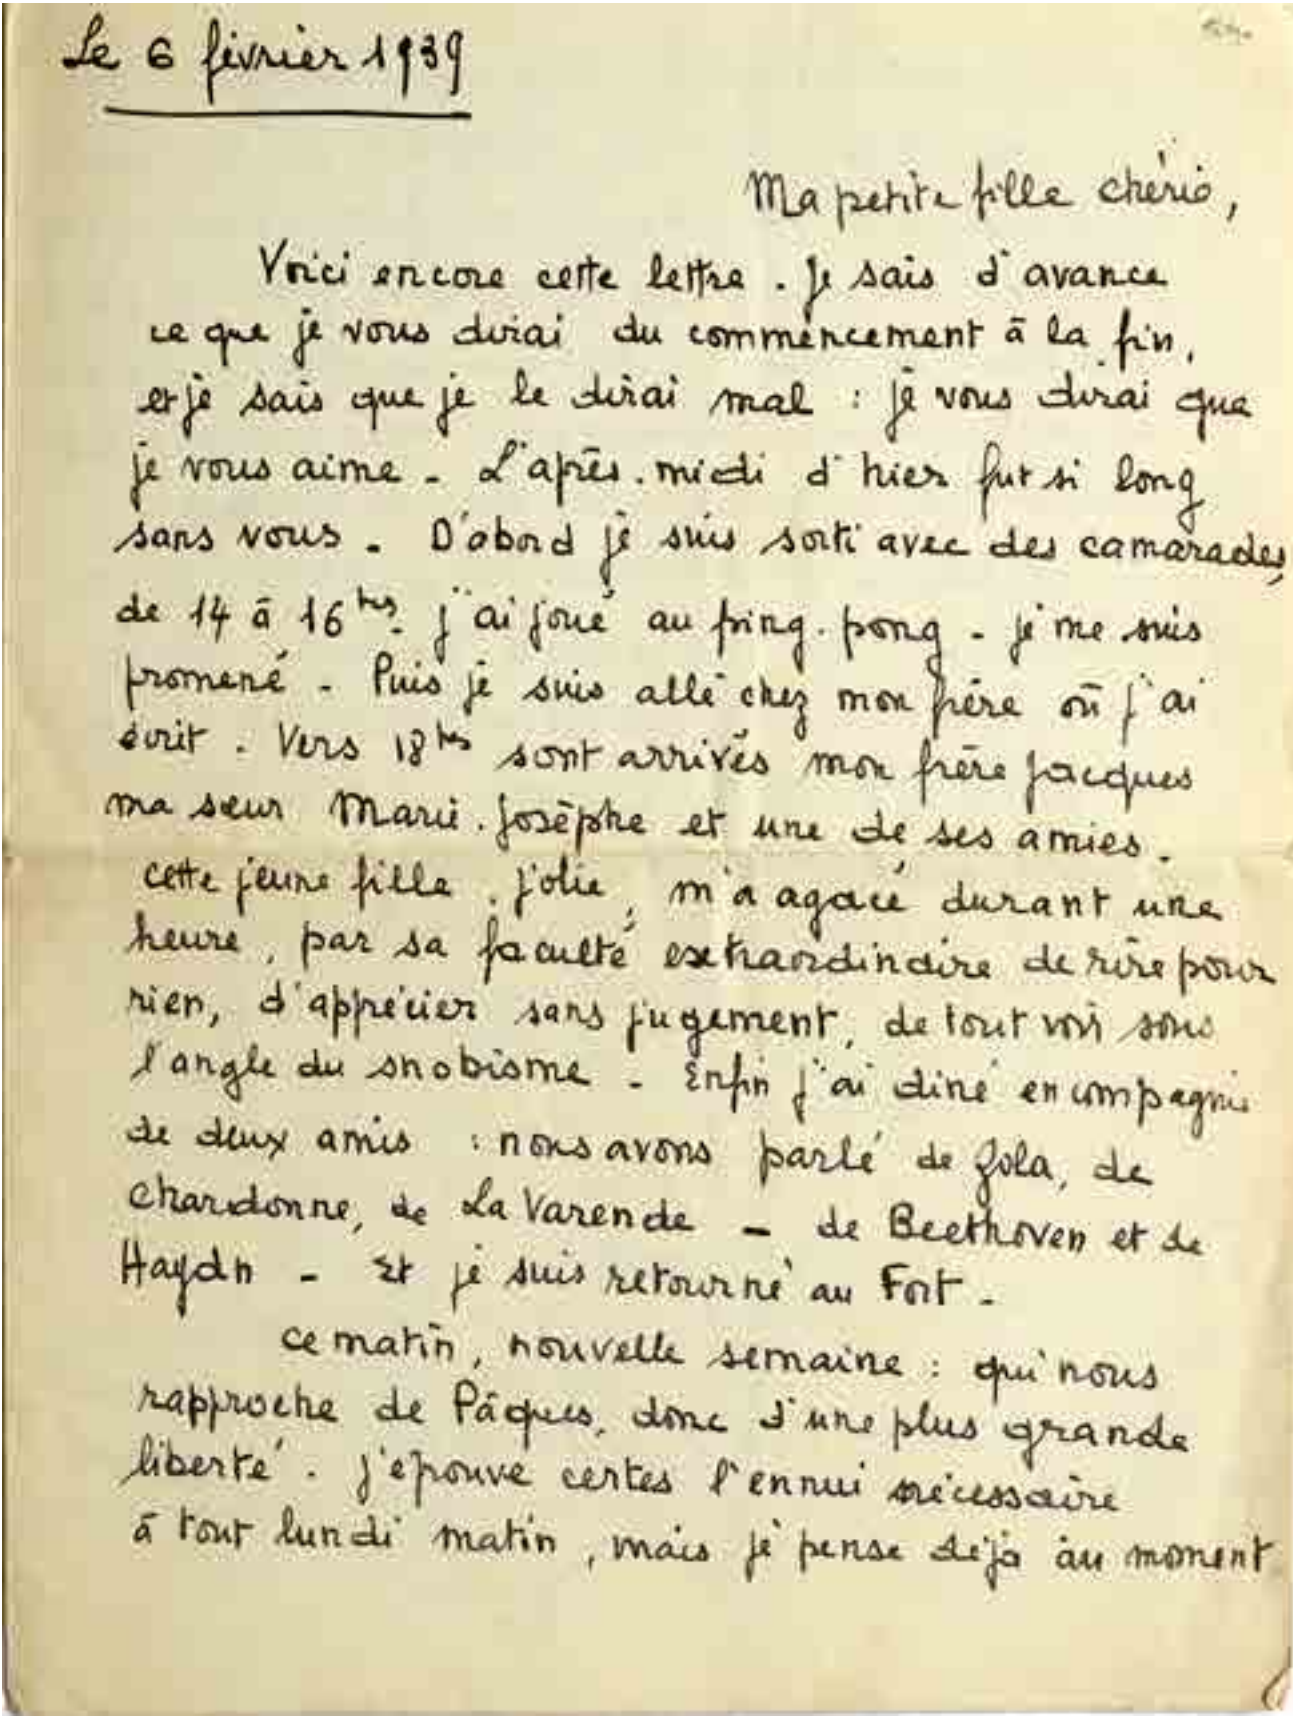 Le 6 février 1939
Ma petite fille chérie,
Voici encore cette lettre. Je sais d'avance
ce que je vous dirai du commencement à la fin,
et je sais que je le dirai mal : je vous dirai que
je vous aime - L'après-midi d'hier fut si long
sans vous - D'abord je suis sorti avec des camarades,
de 14 à 16 hes. j'ai joué au ping-pong - je me suis
promené - Puis je suis allé chez mon frère où j'ai
écrit. Vers 18 hes sont arrivés mon frère Jacques
ma sœur Marie-Josèphe et une de ses amies.
Cette jeune fille, jolie, m'a agacé durant une
heure, par sa faculté extraordinaire de rire pour
rien, d'apprécier sans jugement, de tout voir sous
l'angle du snobisme - Enfin j'ai diné en compagnie
de deux amis : nous avons parlé de Zola, de
Chardonne, de La Varende - de Beethoven et de
Haydn - Et je suis retourné au Fort -
Ce matin, nouvelle semaine : qui nous
rapproche de Pâques, donc d'une plus grande
liberté. j'éprouve certes l'ennui nécessaire
à tout lundi matin, mais je pense déjà au moment